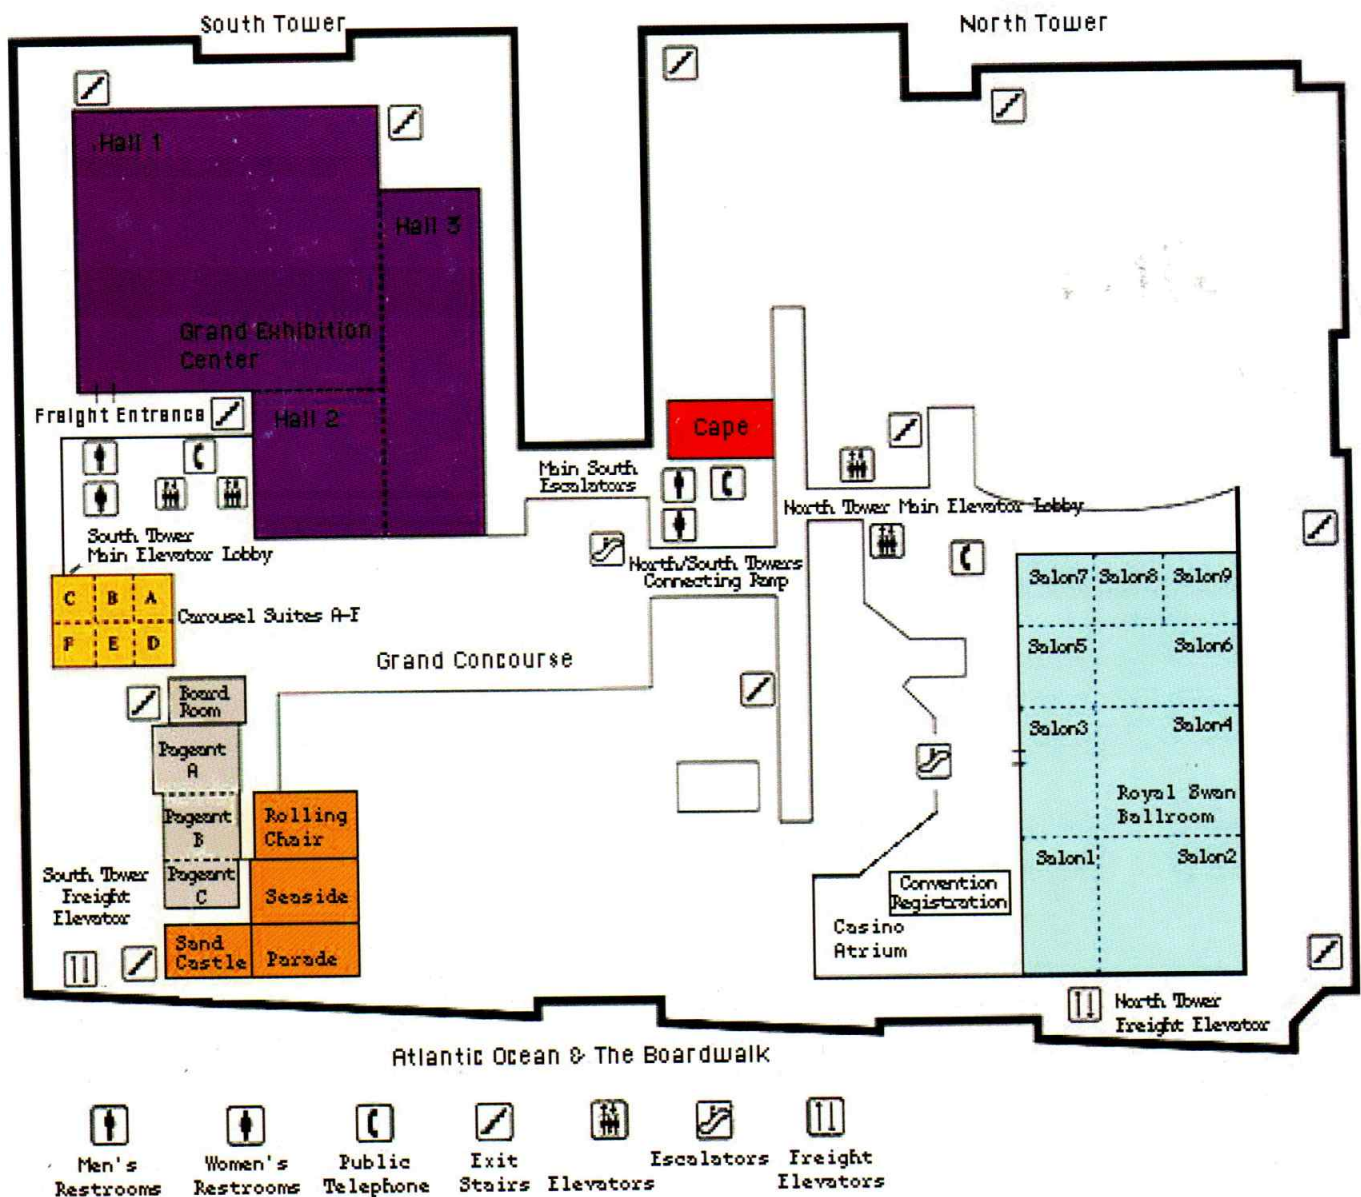 South Tower
North Tower
Hall 1
Hall 3
Grand Exhibition
Center
Freight Entrance
Hall 2
Cape
Main South
Escalators
North Tower Main Elevator Lobby
South Tower
Main Elevator Lobby
North/South Towers
Connecting Ramp
Salon7
Salon8
Salon9
C
B
A
F
E
D
Carousel Suites A-F
Salon5
Salon6
Grand Concourse
Board
Room
Salon3
Salon4
Pageant
A
Royal Swan
Ballroom
Pageant
B
Rolling
Chair
Salon1
Salon2
South Tower
Freight
Elevator
Pageant
C
Seaside
Convention
Registration
Casino
Atrium
Sand
Castle
Parade
North Tower
Freight Elevator
Atlantic Ocean & The Boardwalk
Men's
Restrooms
Women's
Restrooms
Public
Telephone
Exit
Stairs
Elevators
Escalators
Freight
Elevators